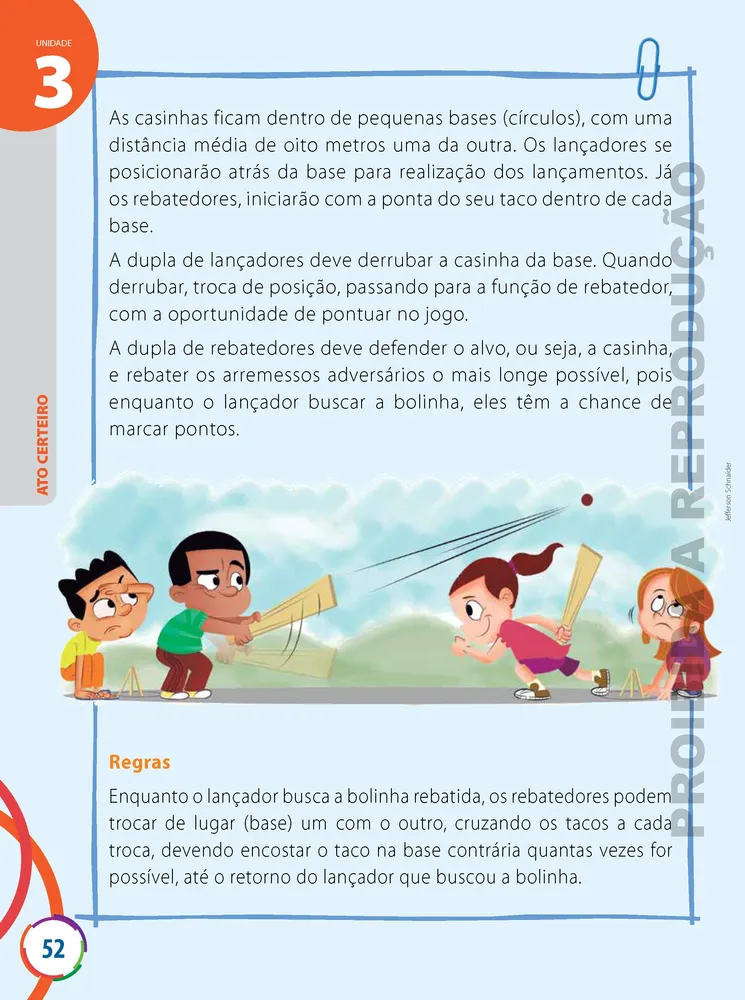 UNIDADE
3
As casinhas ficam dentro de pequenas bases (círculos), com uma
distância média de oito metros uma da outra. Os lançadores se
posicionarão atrás da base para realização dos lançamentos. Já
os rebatedores, iniciarão com a ponta do seu taco dentro de cada
base.
A dupla de lançadores deve derrubar a casinha da base. Quando
derrubar, troca de posição, passando para a função de rebatedor,
com a oportunidade de pontuar no jogo.
A dupla de rebatedores deve defender o alvo, ou seja, a casinha,
e rebater os arremessos adversários o mais longe possível, pois
enquanto o lançador buscar a bolinha, eles têm a chance de
marcar pontos.
ATO CERTEIRO
Jefferson Schnaider
PROIBIDA A REPRODUÇÃO
Regras
Enquanto o lançador busca a bolinha rebatida, os rebatedores podem
trocar de lugar (base) um com o outro, cruzando os tacos a cada
troca, devendo encostar o taco na base contrária quantas vezes for
possível, até o retorno do lançador que buscou a bolinha.
52